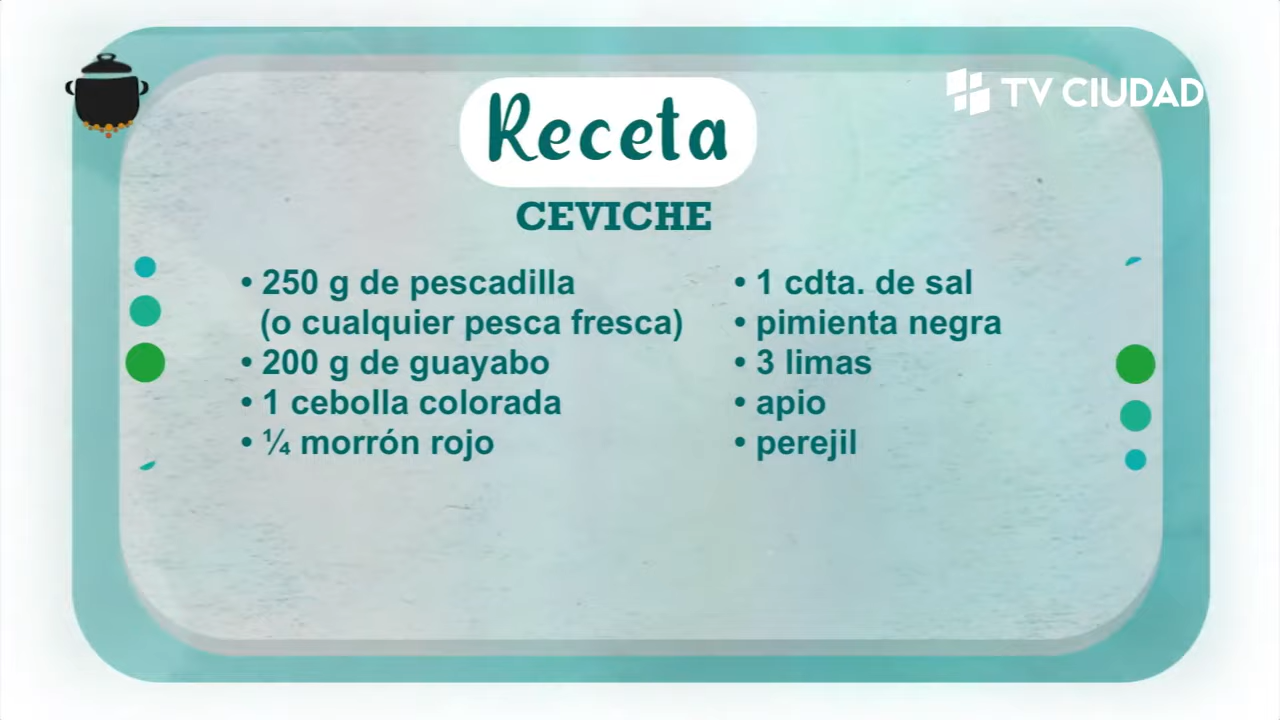 TV CIUDAD
Receta
CEVICHE
• 250 g de pescadilla
(o cualquier pesca fresca)
• 200 g de guayabo
• 1 cebolla colorada
• ¼ morrón rojo
• 1 cdta. de sal
• pimienta negra
• 3 limas
• apio
• perejil